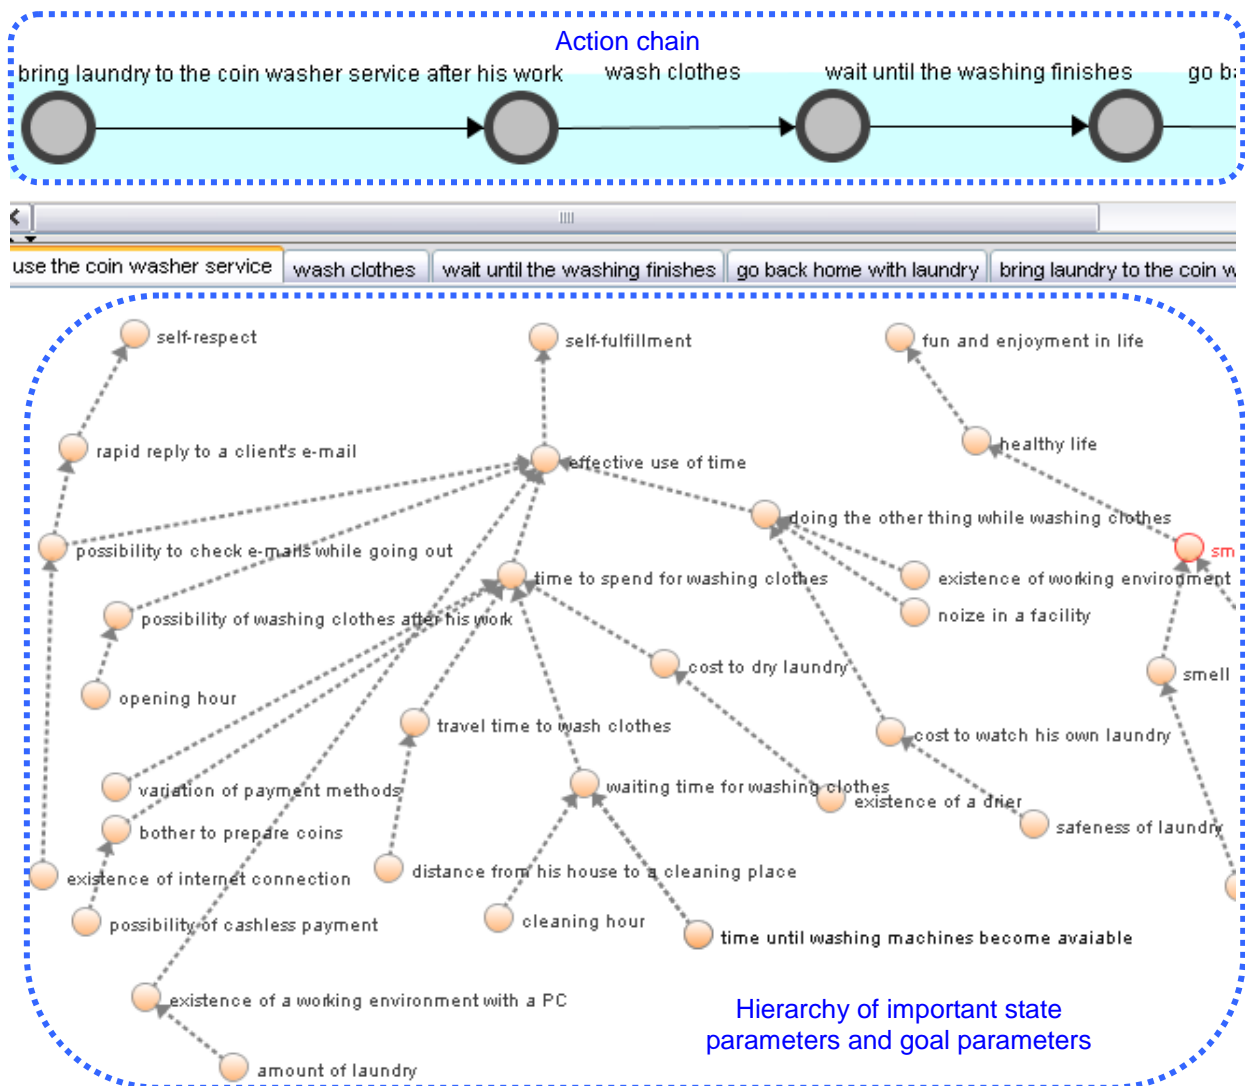 Action chain
bring laundry to the coin washer service after his work
wash clothes
wait until the washing finishes
go b
use the coin washer service
wash clothes
wait until the washing finishes
go back home with laundry
bring laundry to the coin w
self-respect
self-fulfillment
fun and enjoyment in life
rapid reply to a client's e-mail
effective use of time
healthy life
doing the other thing while washing clothes
possibility to check e-mails while going out
sm
time to spend for washing clothes
existence of working environment
possibility of washing clothes after his work
noize in a facility
cost to dry laundry
smell
opening hour
travel time to wash clothes
cost to watch his own laundry
variation of payment methods
waiting time for washing clothes
existence of a drier
bother to prepare coins
safeness of laundry
existence of internet connection
distance from his house to a cleaning place
possibility of cashless payment
cleaning hour
time until washing machines become avaiable
existence of a working environment with a PC
Hierarchy of important state
parameters and goal parameters
amount of laundry